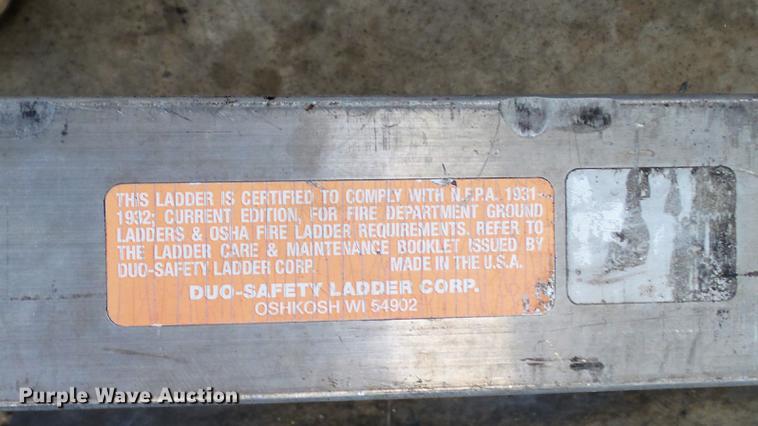 THIS LADDER IS CERTIFIED TO COMPLY WITH N.F.P.A. 1931-
1932; CURRENT EDITION, FOR FIRE DEPARTMENT GROUND
LADDERS & OSHA FIRE LADDER REQUIREMENTS. REFER TO
THE LADDER CARE & MAINTENANCE BOOKLET ISSUED BY
DUO-SAFETY LADDER CORP. MADE IN THE U.S.A.
DUO-SAFETY LADDER CORP.
OSHKOSH WI 54902
Purple Wave Auction